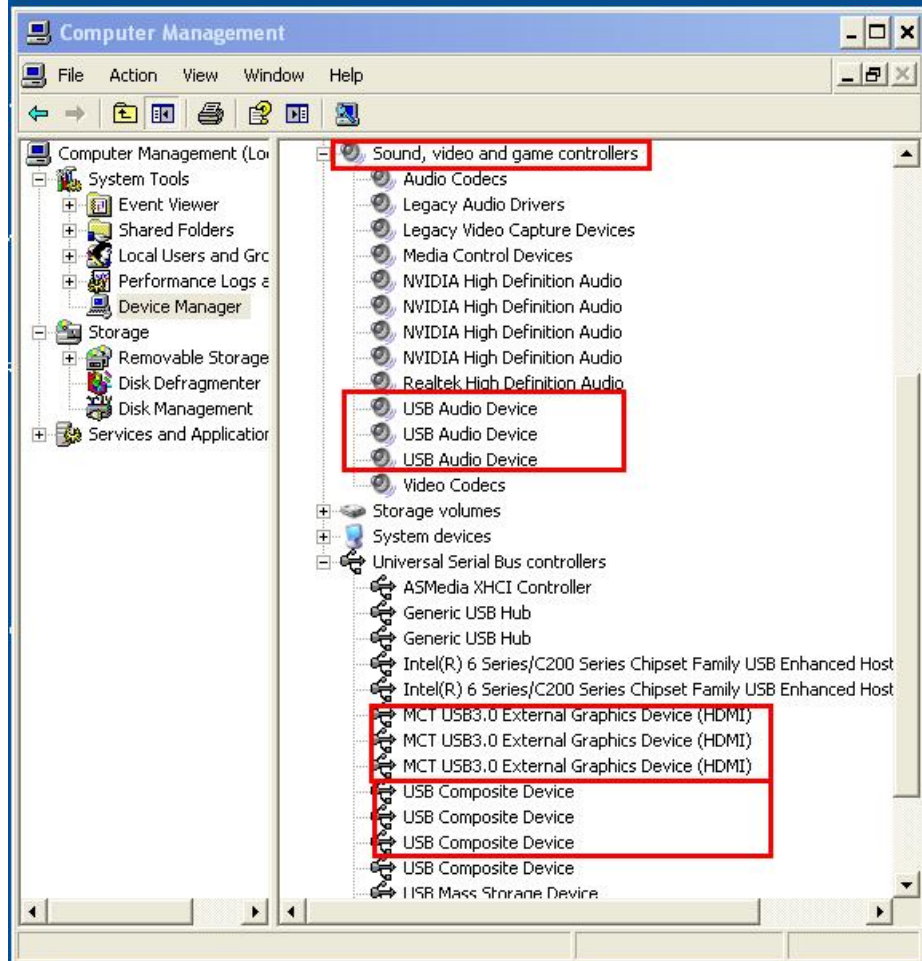 Computer Management
File Action View Window Help
Computer Management (Loc
System Tools
Event Viewer
Shared Folders
Local Users and Grc
Performance Logs a
Device Manager
Storage
Removable Storage
Disk Defragmenter
Disk Management
Services and Application
Sound, video and game controllers
Audio Codecs
Legacy Audio Drivers
Legacy Video Capture Devices
Media Control Devices
NVIDIA High Definition Audio
NVIDIA High Definition Audio
NVIDIA High Definition Audio
NVIDIA High Definition Audio
Realtek High Definition Audio
USB Audio Device
USB Audio Device
USB Audio Device
Video Codecs
Storage volumes
System devices
Universal Serial Bus controllers
ASMedia XHCI Controller
Generic USB Hub
Generic USB Hub
Intel(R) 6 Series/C200 Series Chipset Family USB Enhanced Host
Intel(R) 6 Series/C200 Series Chipset Family USB Enhanced Host
MCT USB3.0 External Graphics Device (HDMI)
MCT USB3.0 External Graphics Device (HDMI)
MCT USB3.0 External Graphics Device (HDMI)
USB Composite Device
USB Composite Device
USB Composite Device
USB Composite Device
USB Mass Storage Device